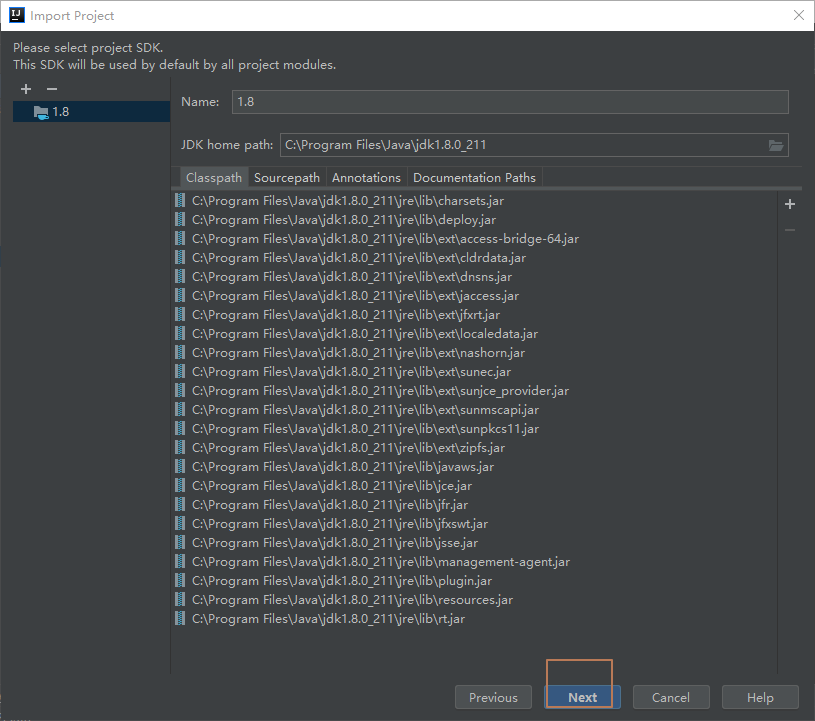 IJ Import Project
Please select project SDK.
This SDK will be used by default by all project modules.
1.8
Name: 1.8
JDK home path: C:\Program Files\Java\jdk1.8.0_211
Classpath Sourcepath Annotations Documentation Paths
C:\Program Files\Java\jdk1.8.0_211\jre\lib\charsets.jar
C:\Program Files\Java\jdk1.8.0_211\jre\lib\deploy.jar
C:\Program Files\Java\jdk1.8.0_211\jre\lib\ext\access-bridge-64.jar
C:\Program Files\Java\jdk1.8.0_211\jre\lib\ext\cldrdata.jar
C:\Program Files\Java\jdk1.8.0_211\jre\lib\ext\dnsns.jar
C:\Program Files\Java\jdk1.8.0_211\jre\lib\ext\jaccess.jar
C:\Program Files\Java\jdk1.8.0_211\jre\lib\ext\jfxrt.jar
C:\Program Files\Java\jdk1.8.0_211\jre\lib\ext\localedata.jar
C:\Program Files\Java\jdk1.8.0_211\jre\lib\ext\nashorn.jar
C:\Program Files\Java\jdk1.8.0_211\jre\lib\ext\sunec.jar
C:\Program Files\Java\jdk1.8.0_211\jre\lib\ext\sunjce_provider.jar
C:\Program Files\Java\jdk1.8.0_211\jre\lib\ext\sunmscapi.jar
C:\Program Files\Java\jdk1.8.0_211\jre\lib\ext\sunpkcs11.jar
C:\Program Files\Java\jdk1.8.0_211\jre\lib\ext\zipfs.jar
C:\Program Files\Java\jdk1.8.0_211\jre\lib\javaws.jar
C:\Program Files\Java\jdk1.8.0_211\jre\lib\jce.jar
C:\Program Files\Java\jdk1.8.0_211\jre\lib\jfr.jar
C:\Program Files\Java\jdk1.8.0_211\jre\lib\jfxswt.jar
C:\Program Files\Java\jdk1.8.0_211\jre\lib\jsse.jar
C:\Program Files\Java\jdk1.8.0_211\jre\lib\management-agent.jar
C:\Program Files\Java\jdk1.8.0_211\jre\lib\plugin.jar
C:\Program Files\Java\jdk1.8.0_211\jre\lib\resources.jar
C:\Program Files\Java\jdk1.8.0_211\jre\lib\rt.jar
Previous Next Cancel Help